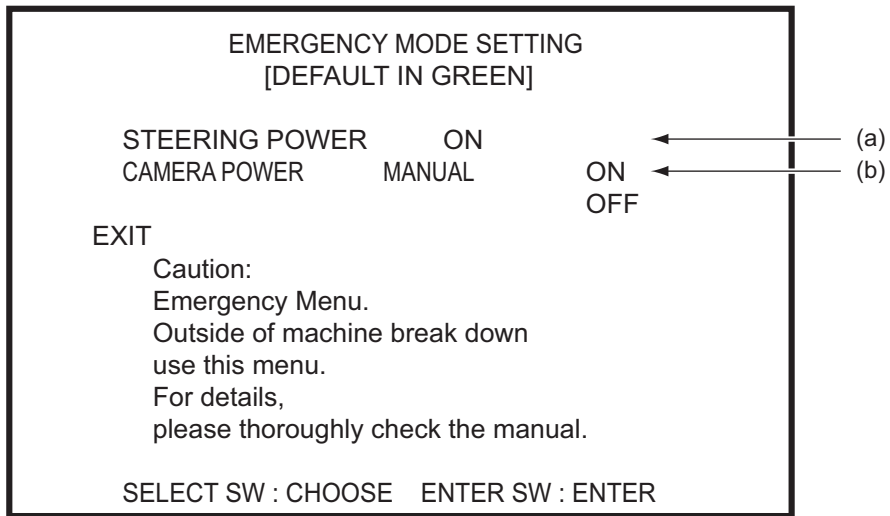 EMERGENCY MODE SETTING
[DEFAULT IN GREEN]
STEERING POWER ON (a)
CAMERA POWER MANUAL ON (b)
OFF
EXIT
Caution:
Emergency Menu.
Outside of machine break down
use this menu.
For details,
please thoroughly check the manual.
SELECT SW : CHOOSE ENTER SW : ENTER